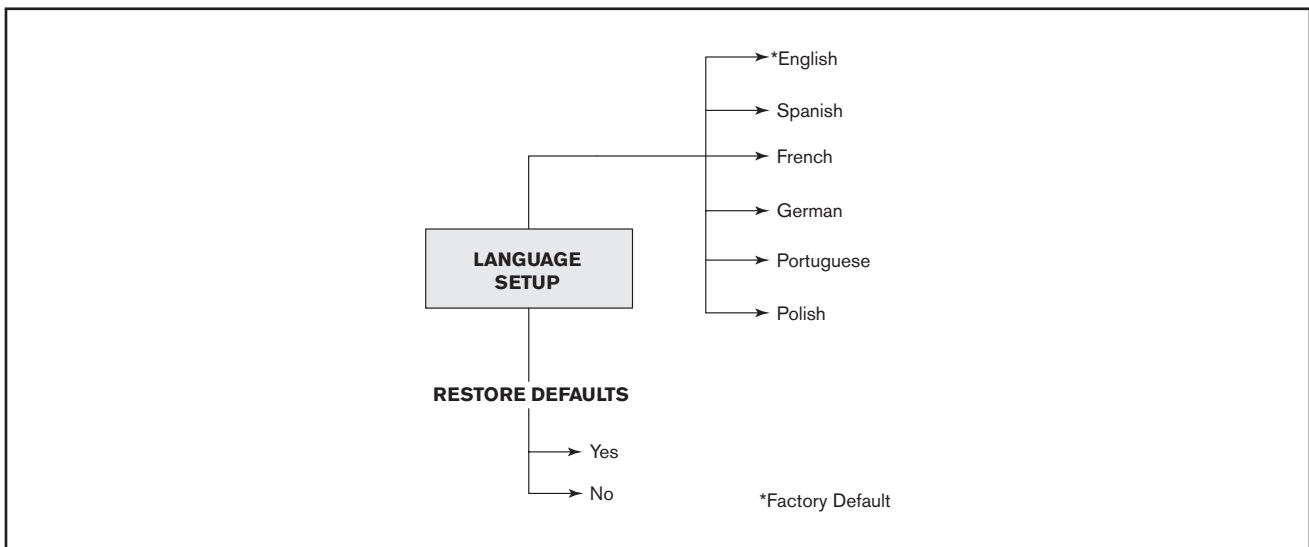 *English
Spanish
French
German
LANGUAGE
SETUP
Portuguese
Polish
RESTORE DEFAULTS
Yes
No
*Factory Default